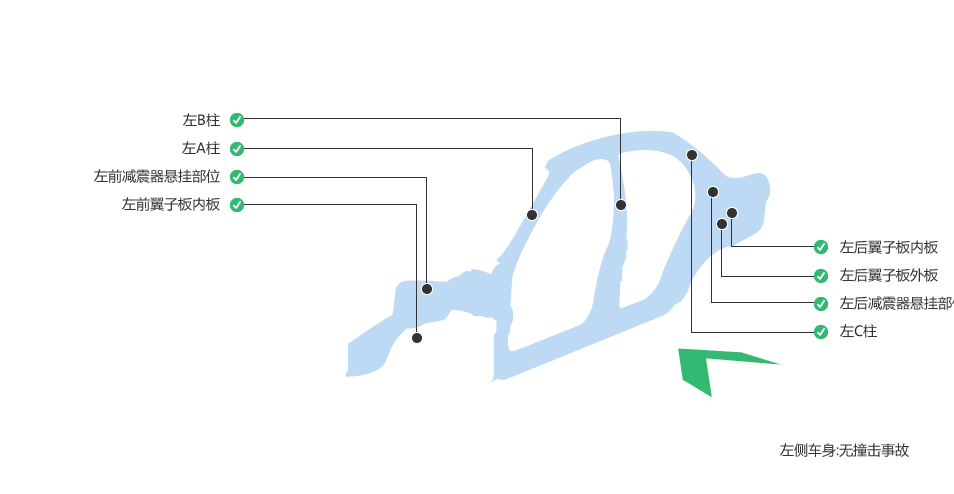 左B柱
左A柱
左前减震器悬挂部位
左前翼子板内板
左后翼子板内板
左后翼子板外板
左后减震器悬挂部
左C柱
左侧车身:无撞击事故